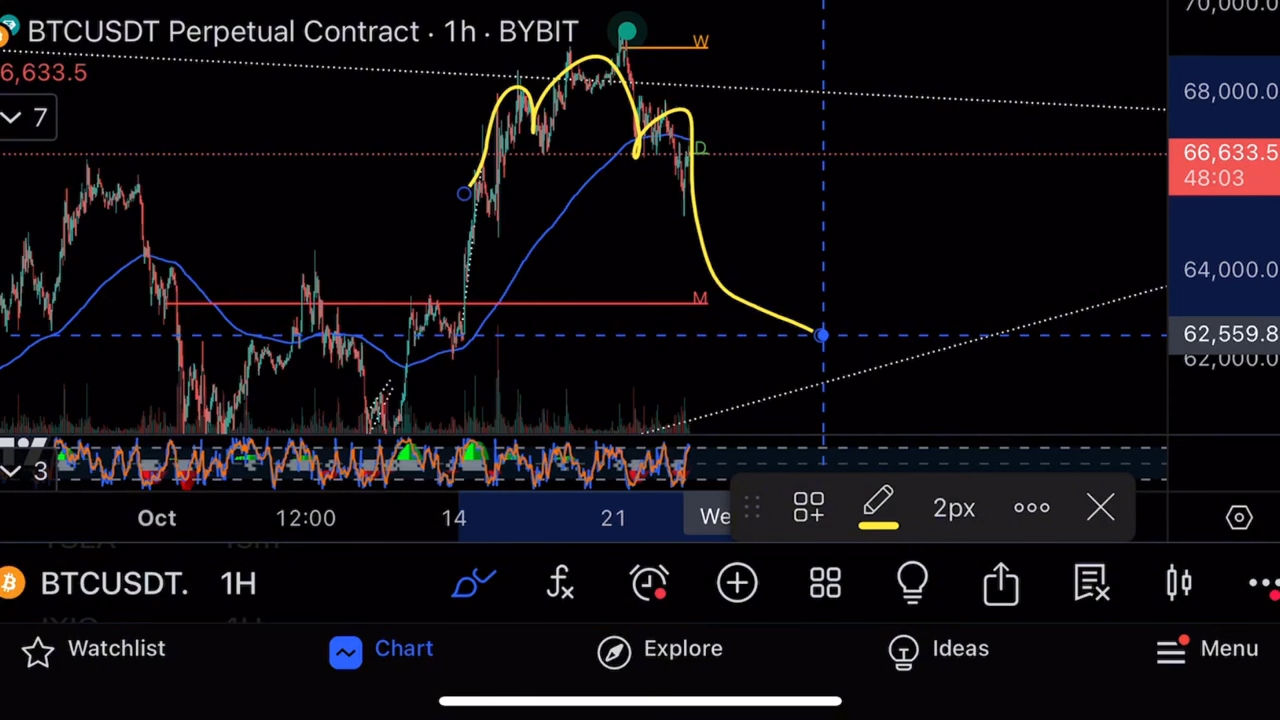 70,000.0
BTCUSDT Perpetual Contract · 1h · BYBIT
W
6,633.5
68,000.0
7
D
66,633.5
48:03
64,000.0
M
62,559.8
62,000.0
3
Oct
12:00
14
21
We
2px
BTCUSDT.
1H
Watchlist
Chart
Explore
Ideas
Menu